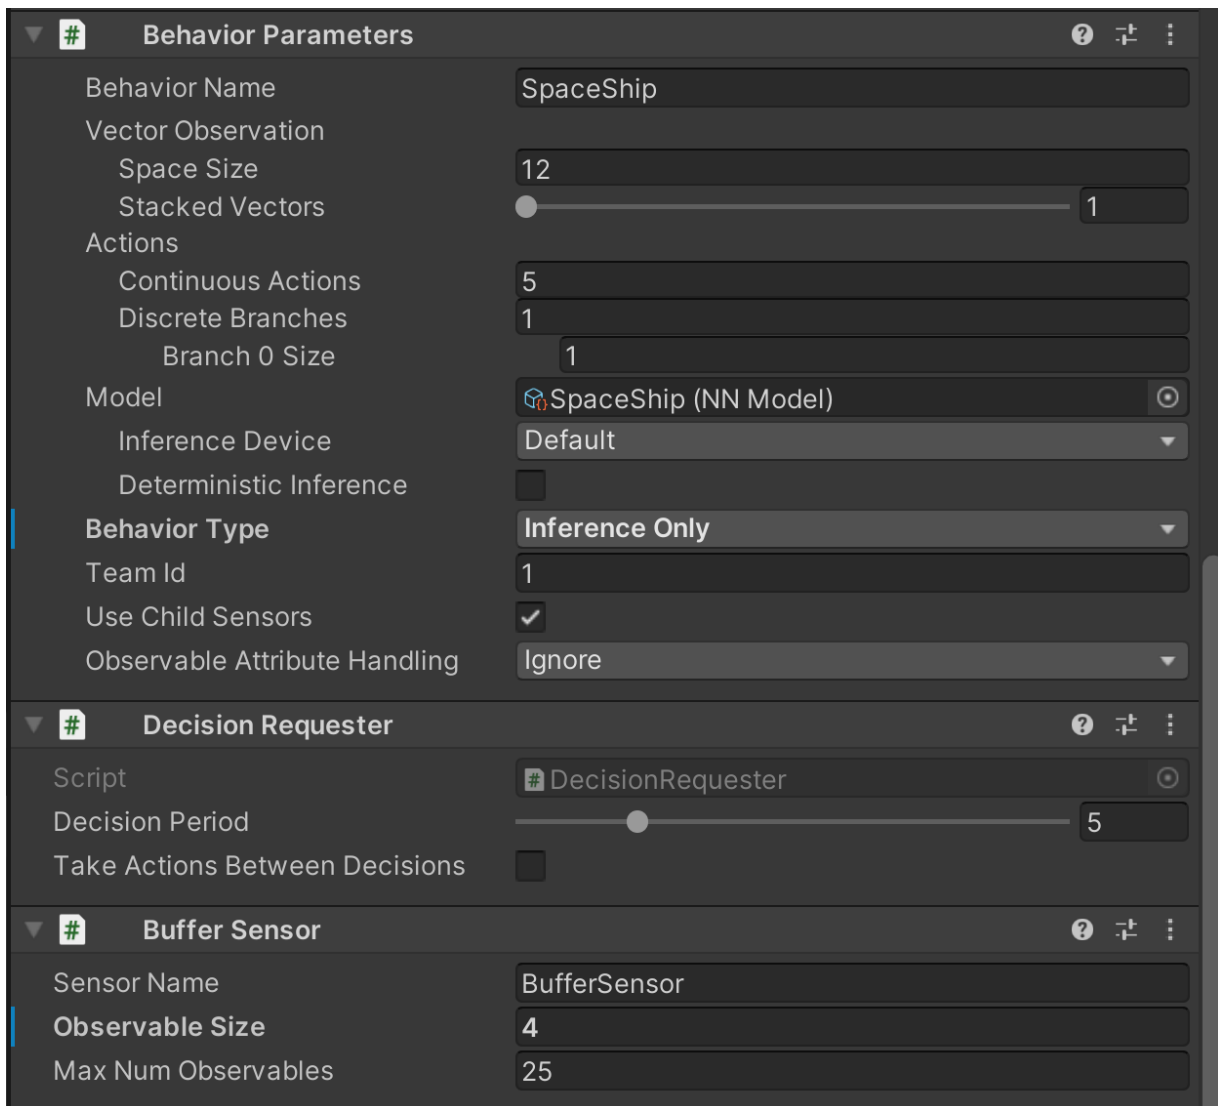 Behavior Parameters
Behavior Name SpaceShip
Vector Observation
Space Size 12
Stacked Vectors 1
Actions
Continuous Actions 5
Discrete Branches 1
Branch 0 Size 1
Model SpaceShip (NN Model)
Inference Device Default
Deterministic Inference
Behavior Type Inference Only
Team Id 1
Use Child Sensors
Observable Attribute Handling Ignore
Decision Requester
Script DecisionRequester
Decision Period 5
Take Actions Between Decisions
Buffer Sensor
Sensor Name BufferSensor
Observable Size 4
Max Num Observables 25